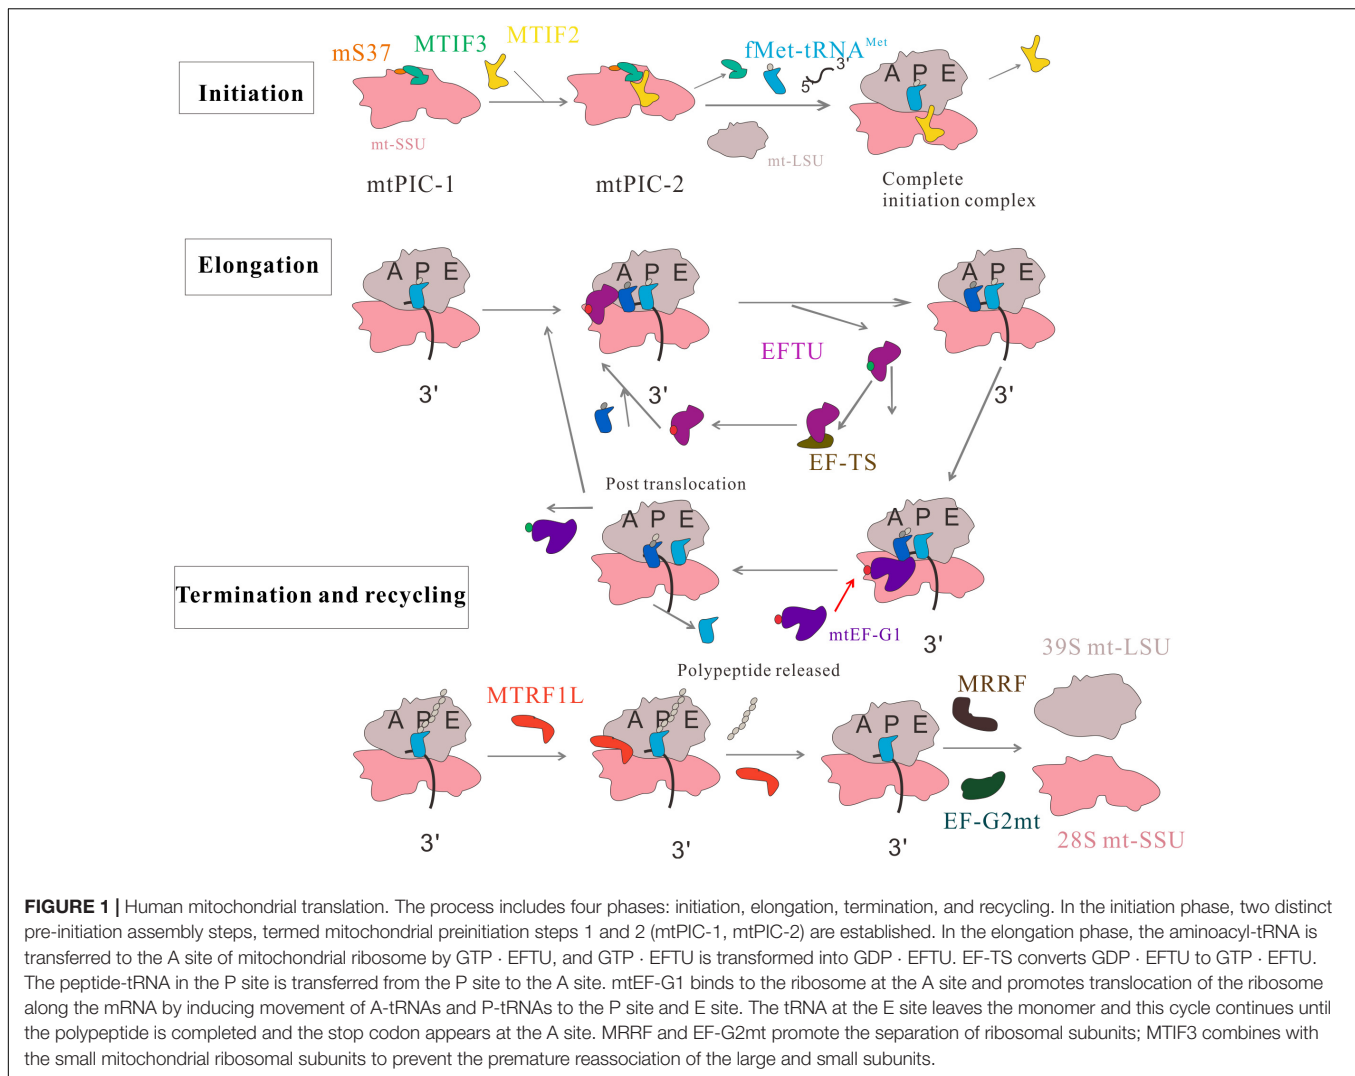 Initiation
mS37
MTIF3
MTIF2
fMet-tRNA^Met
5' 3'
A P E
mt-SSU
mt-LSU
mtPIC-1
mtPIC-2
Complete
initiation complex
Elongation
A P E
A P E
A P E
EFTU
3'
3'
3'
EF-TS
Post translocation
A P E
A P E
Termination and recycling
mtEF-G1
3'
Polypeptide released
39S mt-LSU
MTRF1L
MRRF
A P E
A P E
A P E
EF-G2mt
28S mt-SSU
3'
3'
3'
FIGURE 1 | Human mitochondrial translation. The process includes four phases: initiation, elongation, termination, and recycling. In the initiation phase, two distinct
pre-initiation assembly steps, termed mitochondrial preinitiation steps 1 and 2 (mtPIC-1, mtPIC-2) are established. In the elongation phase, the aminoacyl-tRNA is
transferred to the A site of mitochondrial ribosome by GTP · EFTU, and GTP · EFTU is transformed into GDP · EFTU. EF-TS converts GDP · EFTU to GTP · EFTU.
The peptide-tRNA in the P site is transferred from the P site to the A site. mtEF-G1 binds to the ribosome at the A site and promotes translocation of the ribosome
along the mRNA by inducing movement of A-tRNAs and P-tRNAs to the P site and E site. The tRNA at the E site leaves the monomer and this cycle continues until
the polypeptide is completed and the stop codon appears at the A site. MRRF and EF-G2mt promote the separation of ribosomal subunits; MTIF3 combines with
the small mitochondrial ribosomal subunits to prevent the premature reassociation of the large and small subunits.